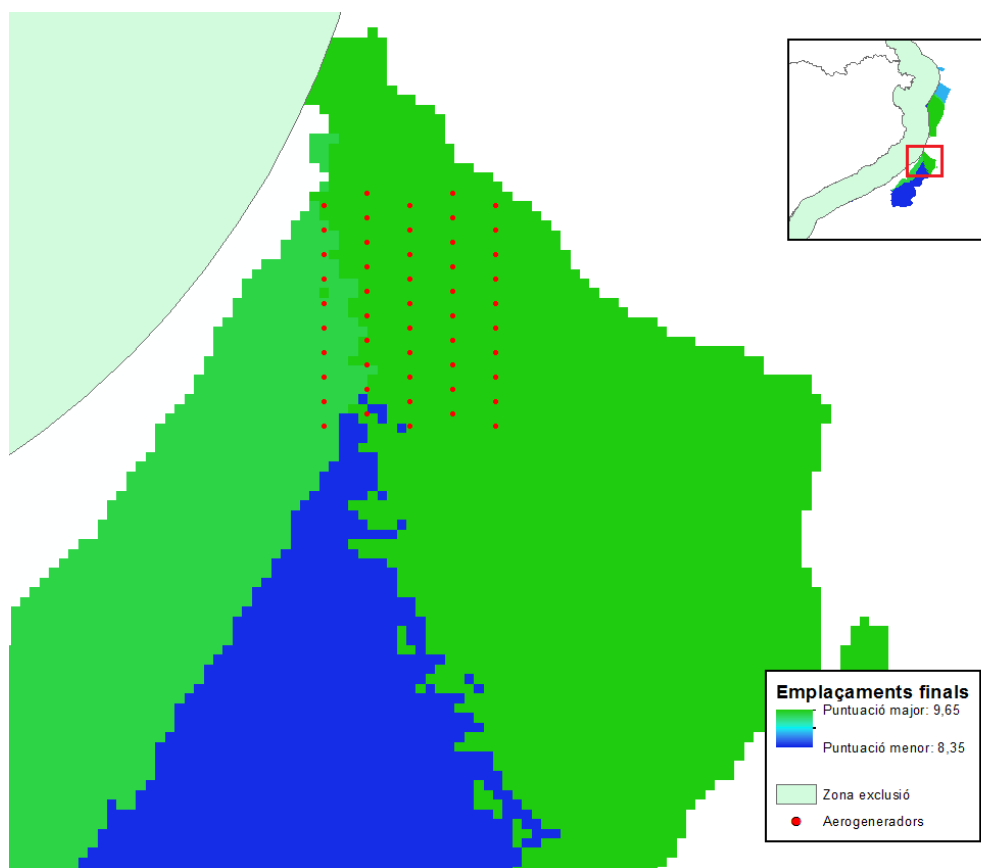 Emplaçaments finals
Puntuació major: 9,65
Puntuació menor: 8,35
Zona exclusió
Aerogeneradors